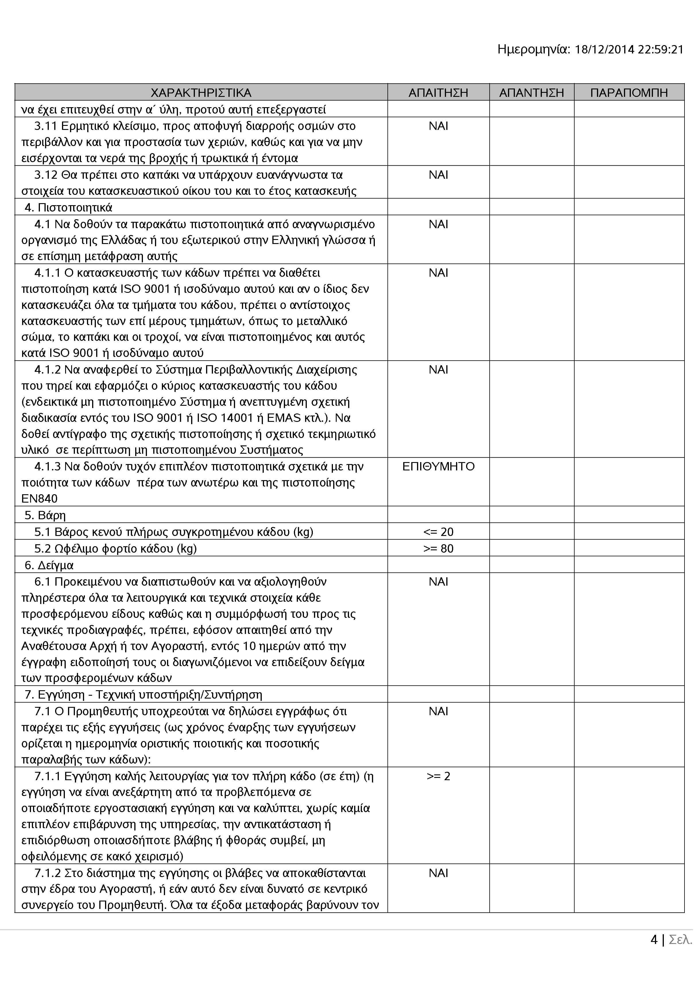 Ημερομηνία: 18/12/2014 22:59:21
ΧΑΡΑΚΤΗΡΙΣΤΙΚΑ ΑΠΑΙΤΗΣΗ ΑΠΑΝΤΗΣΗ ΠΑΡΑΠΟΜΠΗ
να έχει επιτευχθεί στην α΄ ύλη, προτού αυτή επεξεργαστεί
3.11 Ερμητικό κλείσιμο, προς αποφυγή διαρροής οσμών στο ΝΑΙ
περιβάλλον και για προστασία των χεριών, καθώς και για να μην
εισέρχονται τα νερά της βροχής ή τρωκτικά ή έντομα
3.12 Θα πρέπει στο καπάκι να υπάρχουν ευανάγνωστα τα ΝΑΙ
στοιχεία του κατασκευαστικού οίκου του και το έτος κατασκευής
4. Πιστοποιητικά
4.1 Να δοθούν τα παρακάτω πιστοποιητικά από αναγνωρισμένο ΝΑΙ
οργανισμό της Ελλάδας ή του εξωτερικού στην Ελληνική γλώσσα ή
σε επίσημη μετάφραση αυτής
4.1.1 Ο κατασκευαστής των κάδων πρέπει να διαθέτει ΝΑΙ
πιστοποίηση κατά ISO 9001 ή ισοδύναμο αυτού και αν ο ίδιος δεν
κατασκευάζει όλα τα τμήματα του κάδου, πρέπει ο αντίστοιχος
κατασκευαστής των επί μέρους τμημάτων, όπως το μεταλλικό
σώμα, το καπάκι και οι τροχοί, να είναι πιστοποιημένος και αυτός
κατά ISO 9001 ή ισοδύναμο αυτού
4.1.2 Να αναφερθεί το Σύστημα Περιβαλλοντικής Διαχείρισης ΝΑΙ
που τηρεί και εφαρμόζει ο κύριος κατασκευαστής του κάδου
(ενδεικτικά μη πιστοποιημένο Σύστημα ή ανεπτυγμένη σχετική
διαδικασία εντός του ISO 9001 ή ISO 14001 ή EMAS κτλ.). Να
δοθεί αντίγραφο της σχετικής πιστοποίησης ή σχετικό τεκμηριωτικό
υλικό  σε περίπτωση μη πιστοποιημένου Συστήματος
4.1.3 Να δοθούν τυχόν επιπλέον πιστοποιητικά σχετικά με την ΕΠΙΘΥΜΗΤΟ
ποιότητα των κάδων  πέρα των ανωτέρω και της πιστοποίησης
EN840
5. Βάρη
5.1 Βάρος κενού πλήρως συγκροτημένου κάδου (kg) <= 20
5.2 Ωφέλιμο φορτίο κάδου (kg) >= 80
6. Δείγμα
6.1 Προκειμένου να διαπιστωθούν και να αξιολογηθούν ΝΑΙ
πληρέστερα όλα τα λειτουργικά και τεχνικά στοιχεία κάθε
προσφερόμενου είδους καθώς και η συμμόρφωσή του προς τις
τεχνικές προδιαγραφές, πρέπει, εφόσον απαιτηθεί από την
Αναθέτουσα Αρχή ή τον Αγοραστή, εντός 10 ημερών από την
έγγραφη ειδοποίησή τους οι διαγωνιζόμενοι να επιδείξουν δείγμα
των προσφερομένων κάδων
7. Εγγύηση - Τεχνική υποστήριξη/Συντήρηση
7.1 Ο Προμηθευτής υποχρεούται να δηλώσει εγγράφως ότι ΝΑΙ
παρέχει τις εξής εγγυήσεις (ως χρόνος έναρξης των εγγυήσεων
ορίζεται η ημερομηνία οριστικής ποιοτικής και ποσοτικής
παραλαβής των κάδων):
7.1.1 Εγγύηση καλής λειτουργίας για τον πλήρη κάδο (σε έτη) (η >= 2
εγγύηση να είναι ανεξάρτητη από τα προβλεπόμενα σε
οποιαδήποτε εργοστασιακή εγγύηση και να καλύπτει, χωρίς καμία
επιπλέον επιβάρυνση της υπηρεσίας, την αντικατάσταση ή
επιδιόρθωση οποιασδήποτε βλάβης ή φθοράς συμβεί, μη
οφειλόμενης σε κακό χειρισμό)
7.1.2 Στο διάστημα της εγγύησης οι βλάβες να αποκαθίστανται ΝΑΙ
στην έδρα του Αγοραστή, ή εάν αυτό δεν είναι δυνατό σε κεντρικό
συνεργείο του Προμηθευτή. Όλα τα έξοδα μεταφοράς βαρύνουν τον
4 | Σελ.